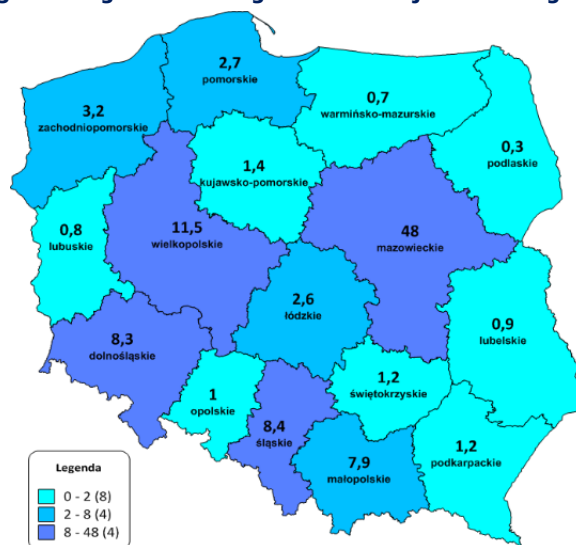 2,7
pomorskie
3,2
zachodniopomorskie
0,7
warmińsko-mazurskie
0,3
podlaskie
1,4
kujawsko-pomorskie
0,8
lubuskie
11,5
wielkopolskie
48
mazowieckie
2,6
łódzkie
0,9
lubelskie
8,3
dolnośląskie
1
opolskie
8,4
śląskie
1,2
świętokrzyskie
7,9
małopolskie
1,2
podkarpackie
Legenda
0 - 2 (8)
2 - 8 (4)
8 - 48 (4)